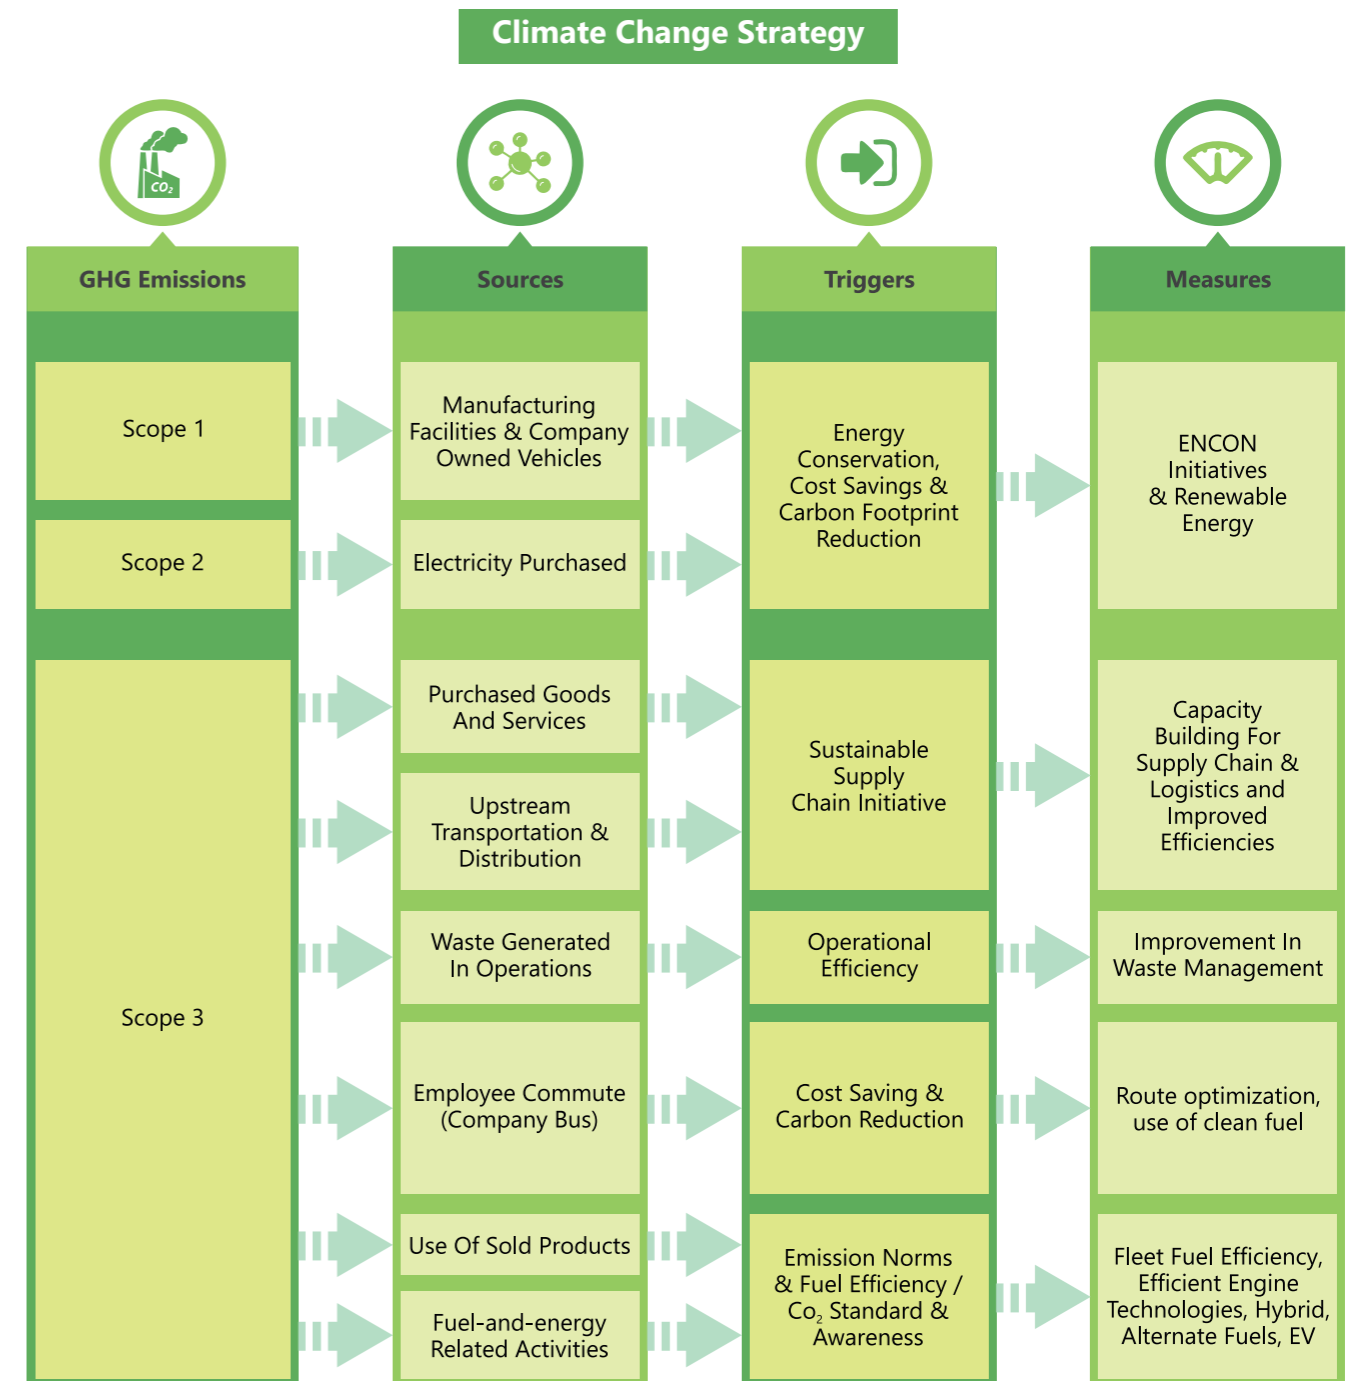 Climate Change Strategy
CO₂
GHG Emissions
Sources
Triggers
Measures
Scope 1
Manufacturing
Facilities & Company
Owned Vehicles
Energy
Conservation,
Cost Savings &
Carbon Footprint
Reduction
ENCON
Initiatives
& Renewable
Energy
Scope 2
Electricity Purchased
Scope 3
Purchased Goods
And Services
Sustainable
Supply
Chain Initiative
Capacity
Building For
Supply Chain &
Logistics and
Improved
Efficiencies
Upstream
Transportation &
Distribution
Waste Generated
In Operations
Operational
Efficiency
Improvement In
Waste Management
Employee Commute
(Company Bus)
Cost Saving &
Carbon Reduction
Route optimization,
use of clean fuel
Use Of Sold Products
Emission Norms
& Fuel Efficiency /
Co₂ Standard &
Awareness
Fleet Fuel Efficiency,
Efficient Engine
Technologies, Hybrid,
Alternate Fuels, EV
Fuel-and-energy
Related Activities